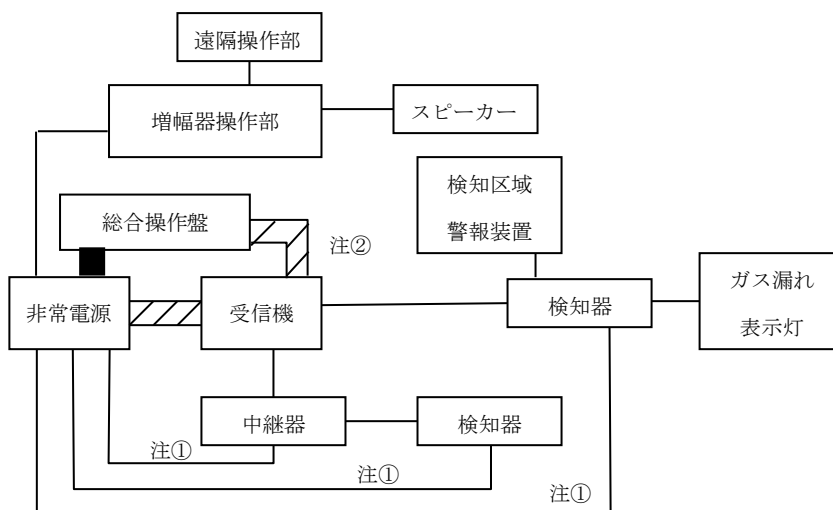 遠隔操作部
増幅器操作部
スピーカー
検知区域
警報装置
総合操作盤
注②
ガス漏れ
表示灯
非常電源
受信機
検知器
中継器
検知器
注①
注①
注①